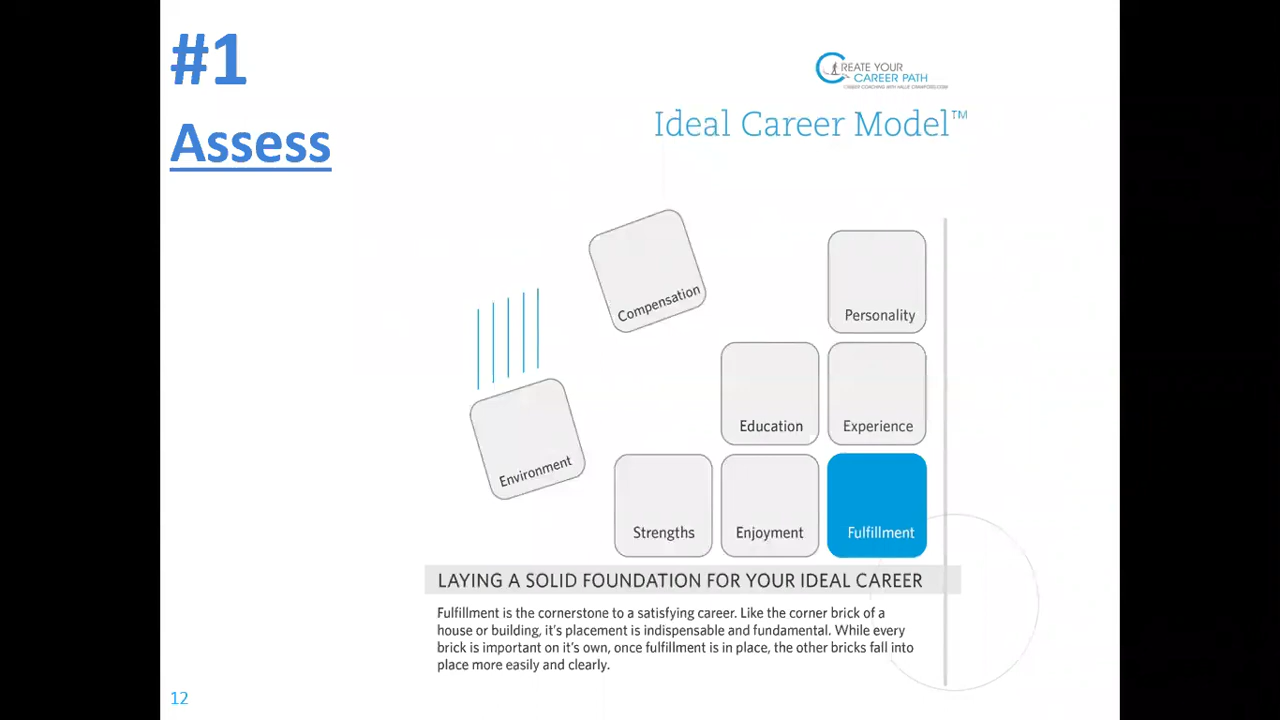 #1
Assess
CREATE YOUR
CAREER PATH
Ideal Career Model™
Compensation
Personality
Education
Experience
Environment
Strengths
Enjoyment
Fulfillment
LAYING A SOLID FOUNDATION FOR YOUR IDEAL CAREER
Fulfillment is the cornerstone to a satisfying career. Like the corner brick of a
house or building, it's placement is indispensable and fundamental. While every
brick is important on it's own, once fulfillment is in place, the other bricks fall into
place more easily and clearly.
12